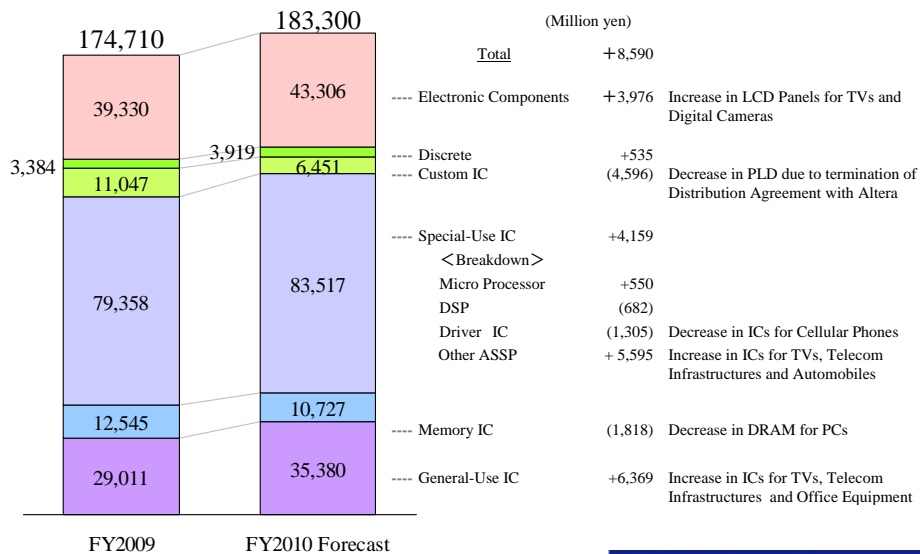 174,710
183,300
(Million yen)
Total +8,590
39,330
43,306
---- Electronic Components +3,976 Increase in LCD Panels for TVs and
Digital Cameras
3,384
3,919
---- Discrete +535
11,047
6,451
---- Custom IC (4,596) Decrease in PLD due to termination of
Distribution Agreement with Altera
79,358
83,517
---- Special-Use IC +4,159
<Breakdown>
Micro Processor +550
DSP (682)
Driver IC (1,305) Decrease in ICs for Cellular Phones
Other ASSP + 5,595 Increase in ICs for TVs, Telecom
Infrastructures and Automobiles
12,545
10,727
---- Memory IC (1,818) Decrease in DRAM for PCs
29,011
35,380
---- General-Use IC +6,369 Increase in ICs for TVs, Telecom
Infrastructures and Office Equipment
FY2009 FY2010 Forecast